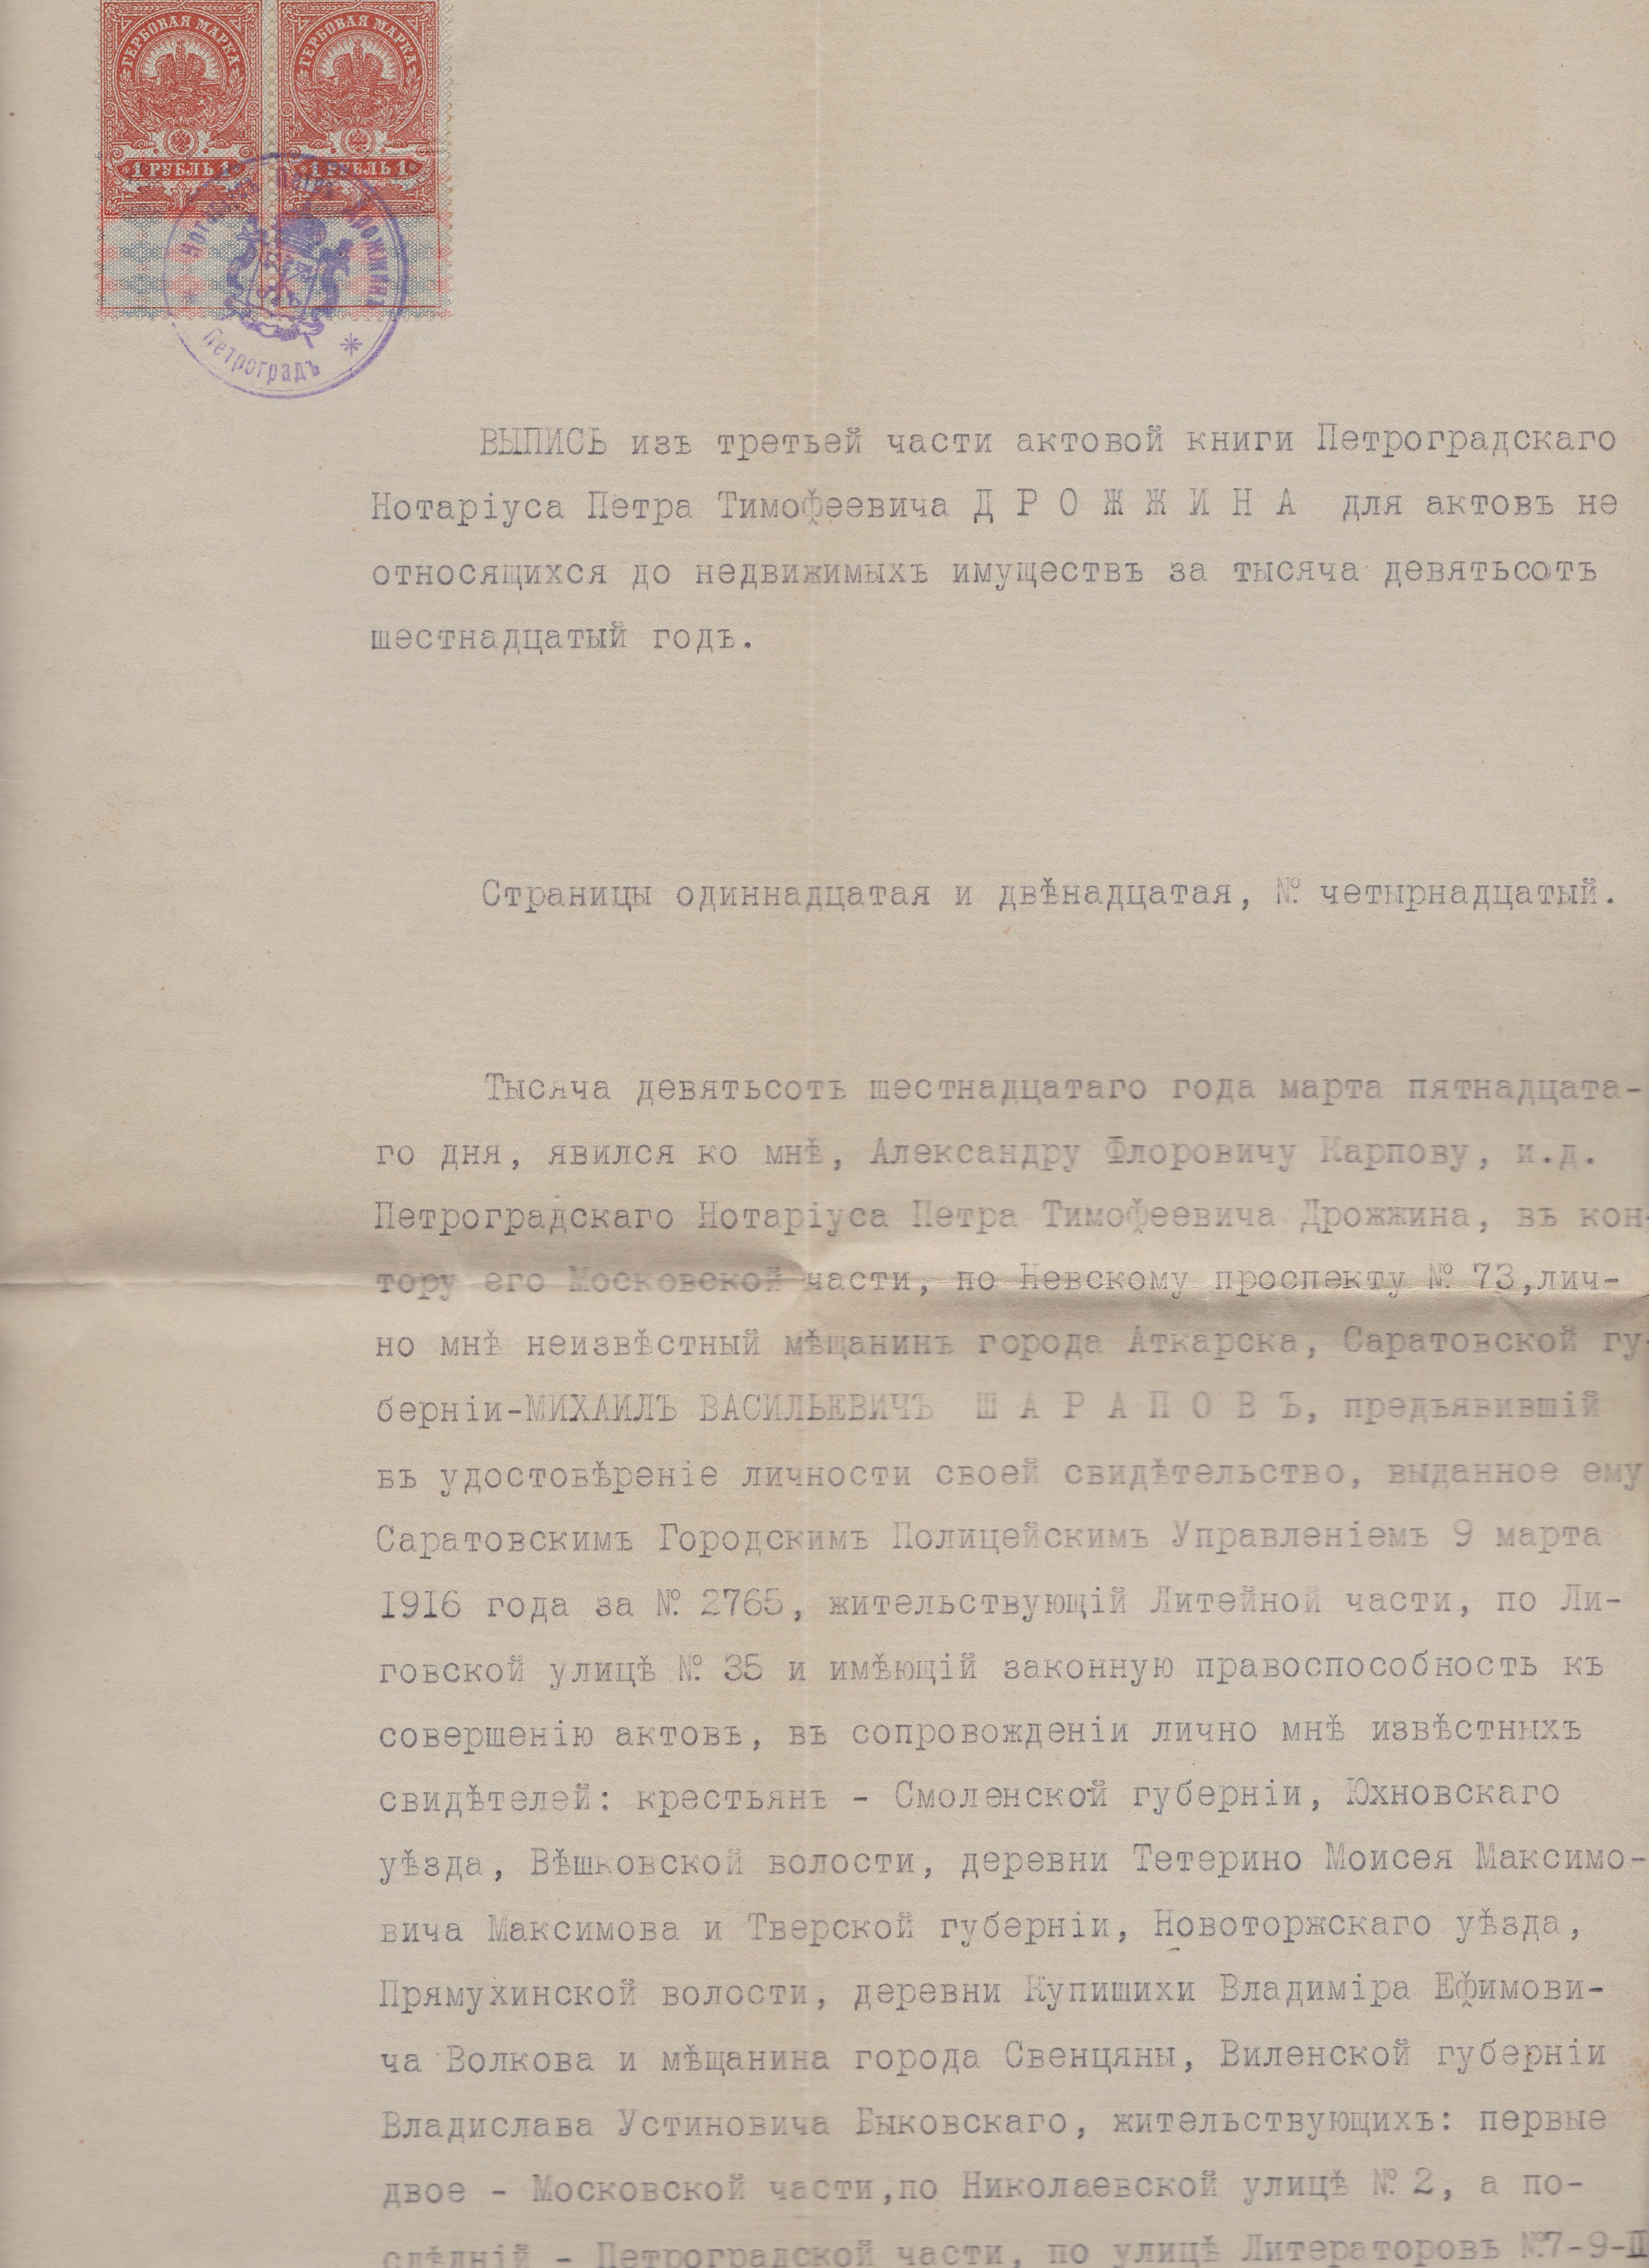 ГЕРБОВАЯ МАРКА ГЕРБОВАЯ МАРКА
1 РУБЛЬ 1 1 РУБЛЬ 1
Петроградъ
ВЫПИСЬ изъ третьей части актовой книги Петроградскаго
Нотаріуса Петра Тимофеевича Д Р О Ж Ж И Н А для актовъ не
относящихся до недвижимыхъ имуществъ за тысяча девятьсотъ
шестнадцатый годъ.
Страницы одиннадцатая и двѣнадцатая, № четырнадцатый.
Тысяча девятьсотъ шестнадцатаго года марта пятнадцата-
го дня, явился ко мнѣ, Александру Флоровичу Карпову, и.д.
Петроградскаго Нотаріуса Петра Тимофеевича Дрожжина, въ кон-
тору его Московской части, по Невскому проспекту № 73,лич-
но мнѣ неизвѣстный мѣщанинъ города Аткарска, Саратовской гу-
берніи-МИХАИЛЪ ВАСИЛЬЕВИЧЪ Ш А Р А П О В Ъ, предъявившій
въ удостовѣреніе личности своей свидѣтельство, выданное ему
Саратовскимъ Городскимъ Полицейскимъ Управленіемъ 9 марта
1916 года за № 2765, жительствующій Литейной части, по Ли-
говской улицѣ № 35 и имѣющій законную правоспособность къ
совершенію актовъ, въ сопровожденіи лично мнѣ извѣстныхъ
свидѣтелей: крестьянъ - Смоленской губерніи, Юхновскаго
уѣзда, Вѣшковской волости, деревни Тетерино Моисея Максимо-
вича Максимова и Тверской губерніи, Новоторжскаго уѣзда,
Прямухинской волости, деревни Купишихи Владиміра Ефимови-
ча Волкова и мѣщанина города Свенцяны, Виленской губерніи
Владислава Устиновича Быковскаго, жительствующихъ: первые
двое - Московской части,по Николаевской улицѣ № 2, а по-
слѣдній - Петроградской части, по улицѣ Литераторовъ №7-9-П